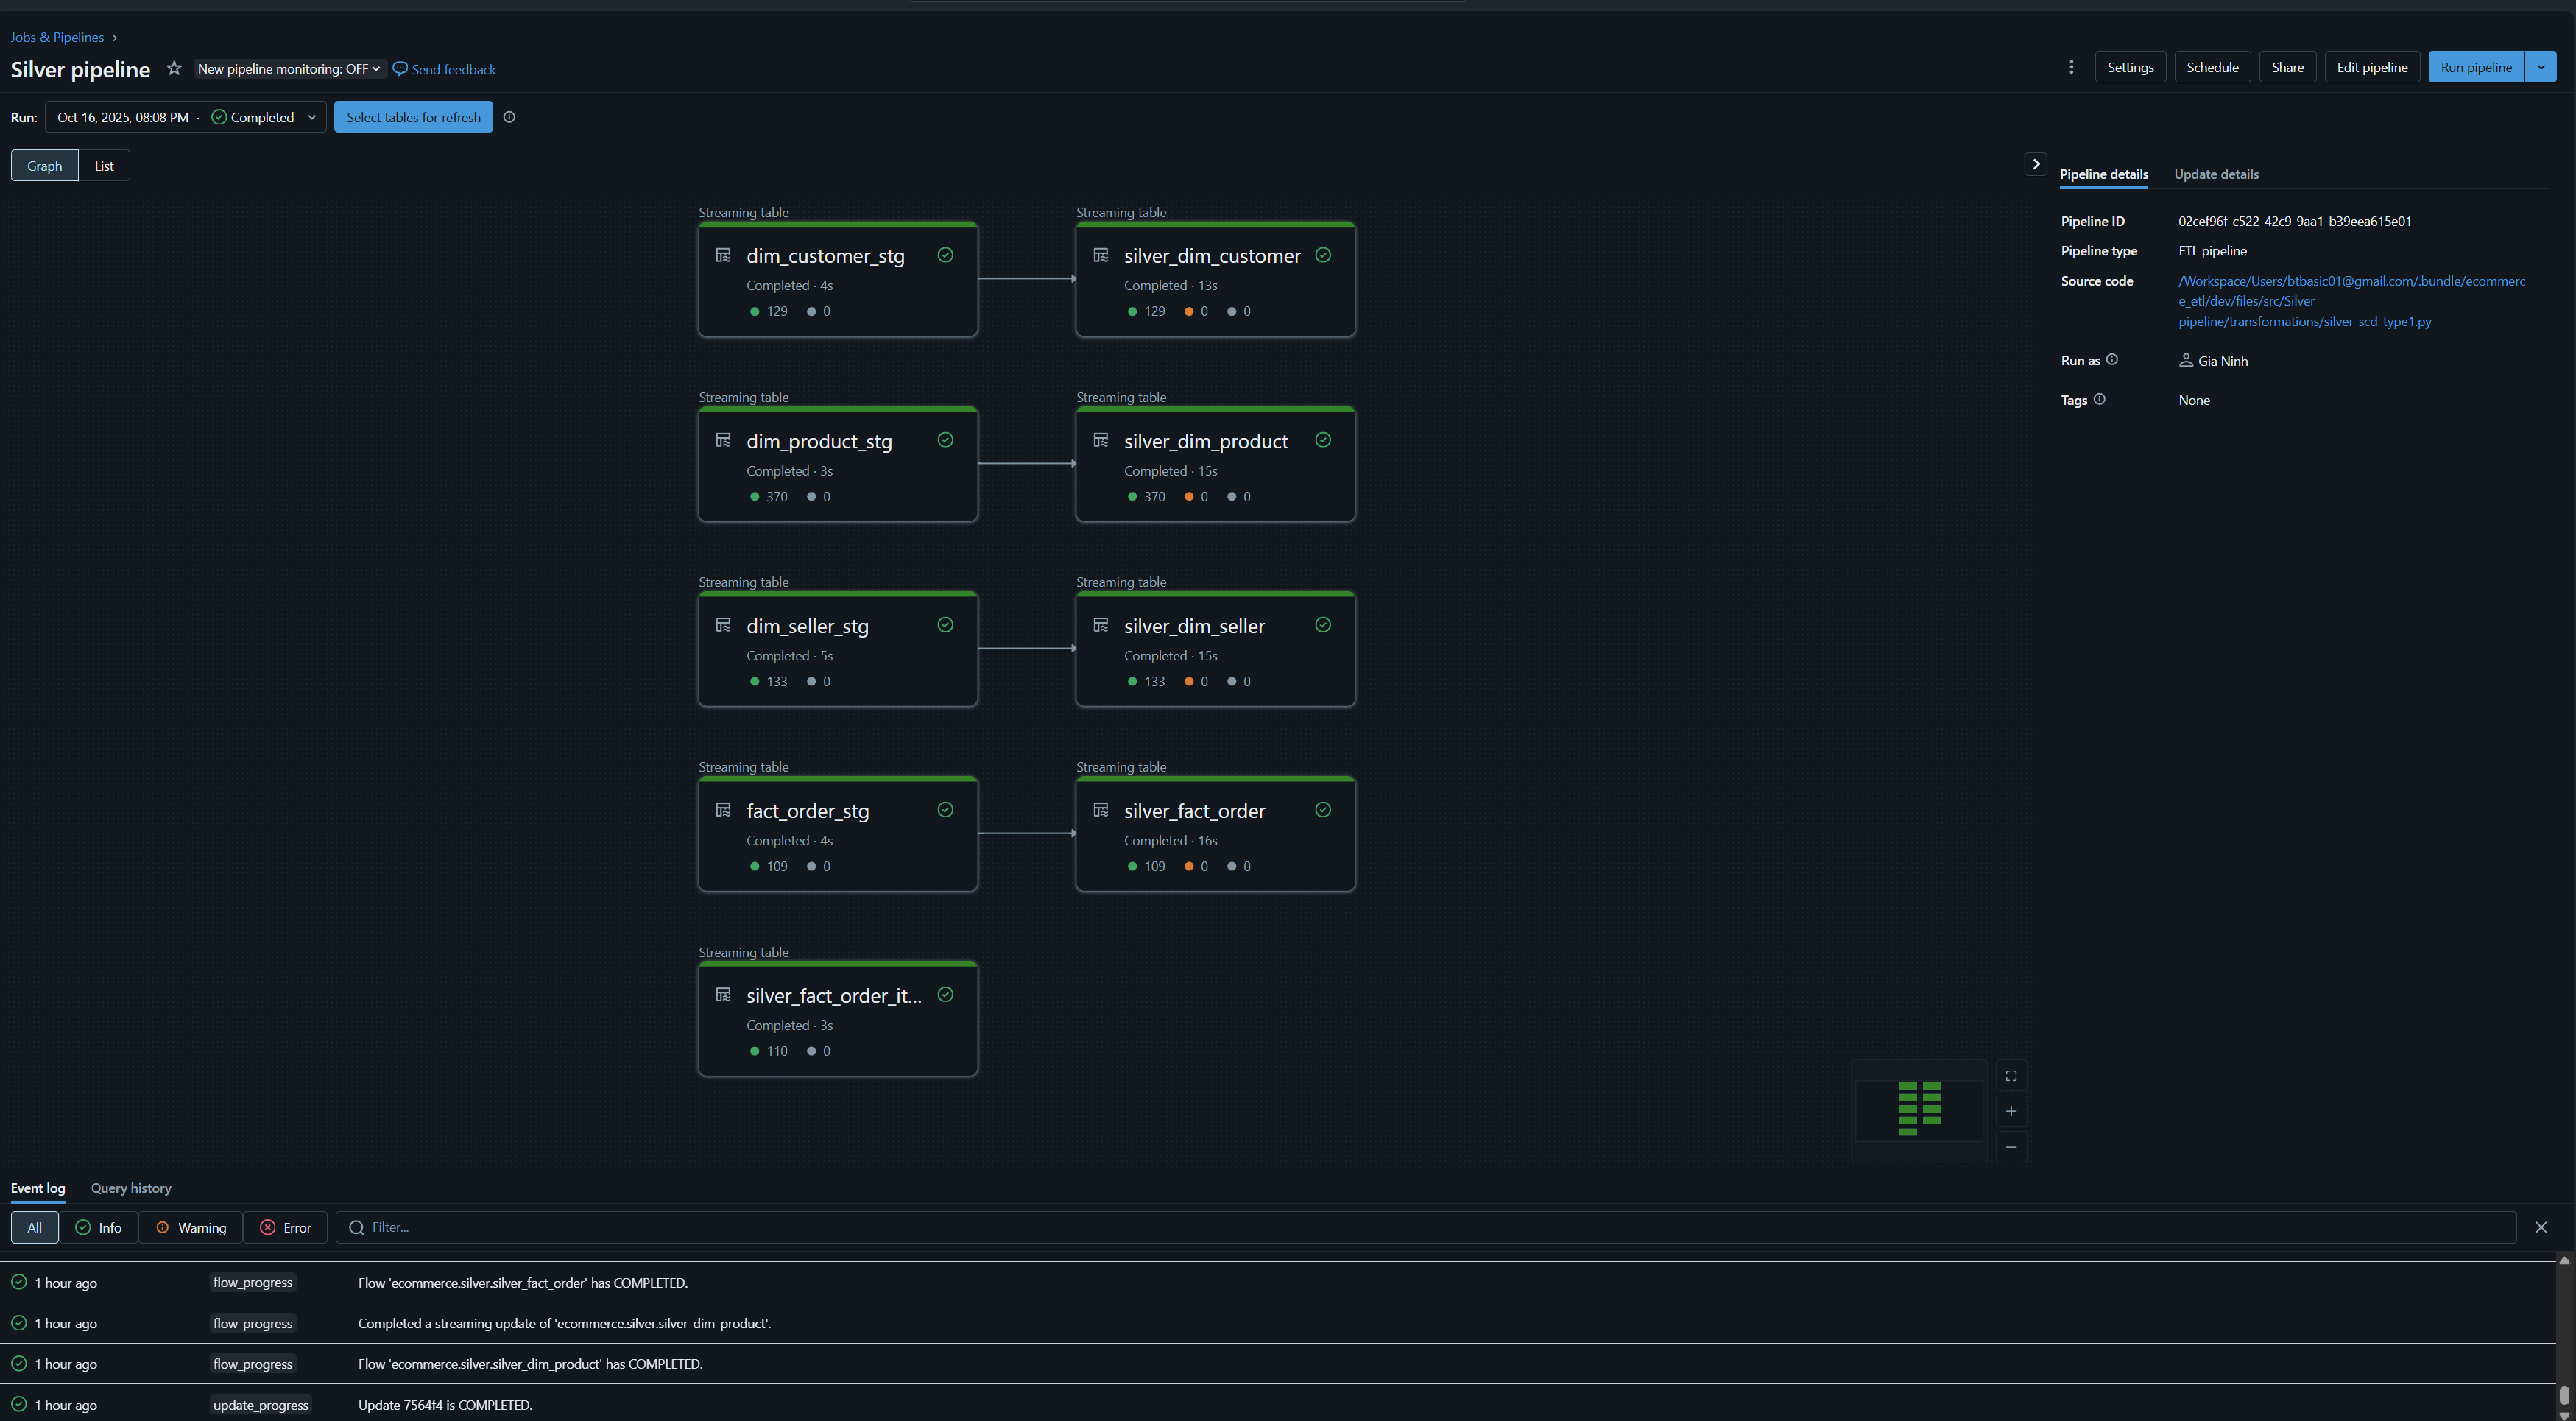 Jobs & Pipelines ›
Silver pipeline New pipeline monitoring: OFF Send feedback
Settings Schedule Share Edit pipeline Run pipeline
Run: Oct 16, 2025, 08:08 PM · Completed Select tables for refresh
Graph List
Pipeline details Update details
Pipeline ID 02cef96f-c522-42c9-9aa1-b39eea615e01
Pipeline type ETL pipeline
Source code /Workspace/Users/btbasic01@gmail.com/.bundle/ecommerc
e_etl/dev/files/src/Silver
pipeline/transformations/silver_scd_type1.py
Run as Gia Ninh
Tags None
Streaming table
dim_customer_stg
Completed · 4s
129 0
Streaming table
silver_dim_customer
Completed · 13s
129 0 0
Streaming table
dim_product_stg
Completed · 3s
370 0
Streaming table
silver_dim_product
Completed · 15s
370 0 0
Streaming table
dim_seller_stg
Completed · 5s
133 0
Streaming table
silver_dim_seller
Completed · 15s
133 0 0
Streaming table
fact_order_stg
Completed · 4s
109 0
Streaming table
silver_fact_order
Completed · 16s
109 0 0
Streaming table
silver_fact_order_it...
Completed · 3s
110 0
Event log Query history
All Info Warning Error Filter...
1 hour ago flow_progress Flow 'ecommerce.silver.silver_fact_order' has COMPLETED.
1 hour ago flow_progress Completed a streaming update of 'ecommerce.silver.silver_dim_product'.
1 hour ago flow_progress Flow 'ecommerce.silver.silver_dim_product' has COMPLETED.
1 hour ago update_progress Update 7564f4 is COMPLETED.